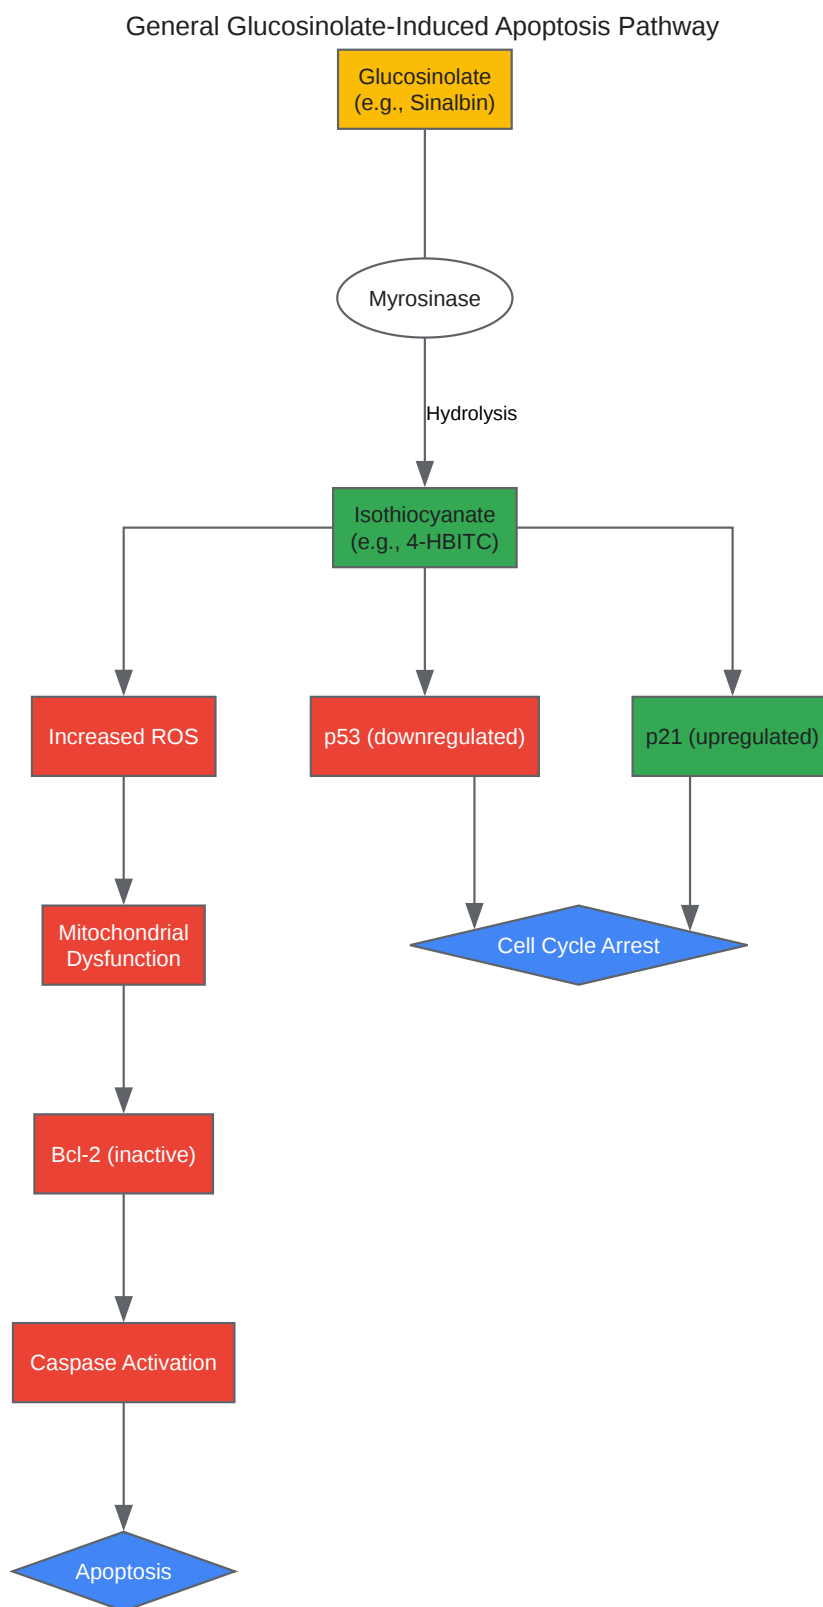 General Glucosinolate-Induced Apoptosis Pathway
Glucosinolate
(e.g., Sinalbin)
Myrosinase
Hydrolysis
Isothiocyanate
(e.g., 4-HBITC)
Increased ROS
p53 (downregulated)
p21 (upregulated)
Mitochondrial
Dysfunction
Cell Cycle Arrest
Bcl-2 (inactive)
Caspase Activation
Apoptosis